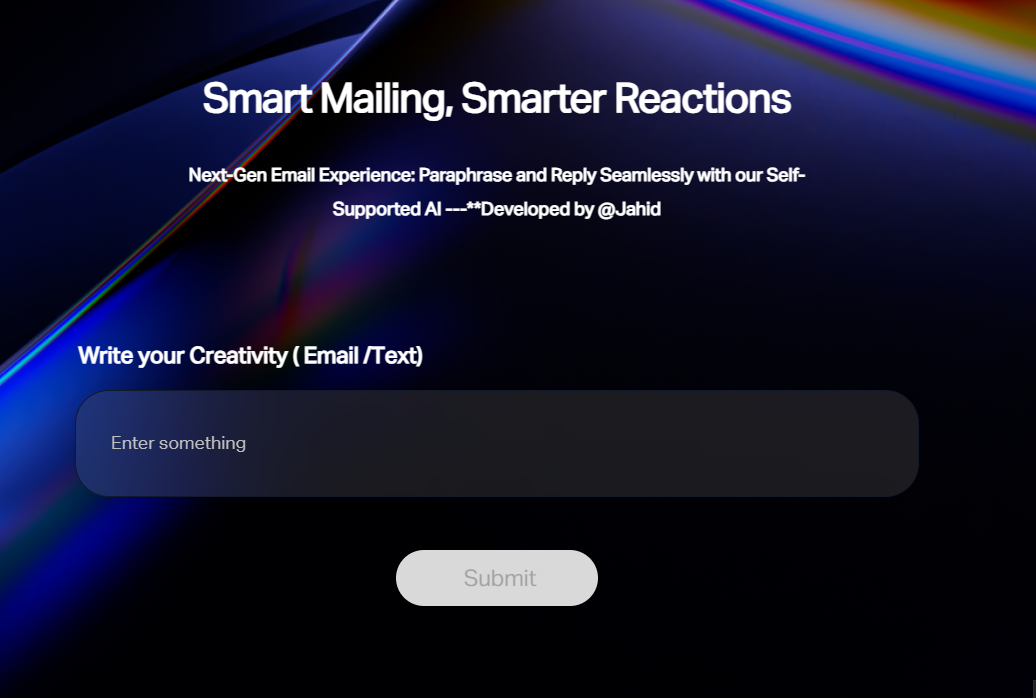 Smart Mailing, Smarter Reactions
Next-Gen Email Experience: Paraphrase and Reply Seamlessly with our Self-
Supported AI ---**Developed by @Jahid
Write your Creativity ( Email /Text)
Enter something
Submit